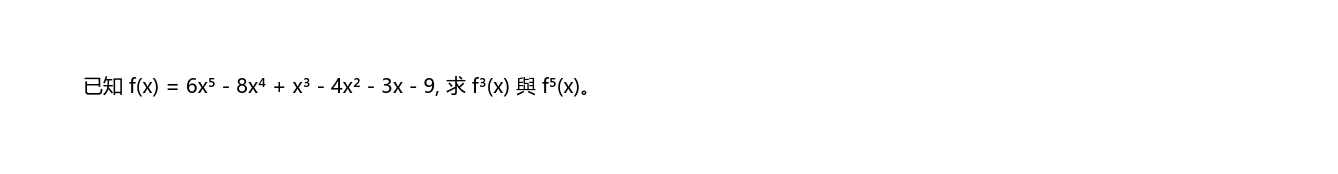 已知 f(x) = 6x⁵ - 8x⁴ + x³ - 4x² - 3x - 9, 求 f³(x) 與 f⁵(x)。